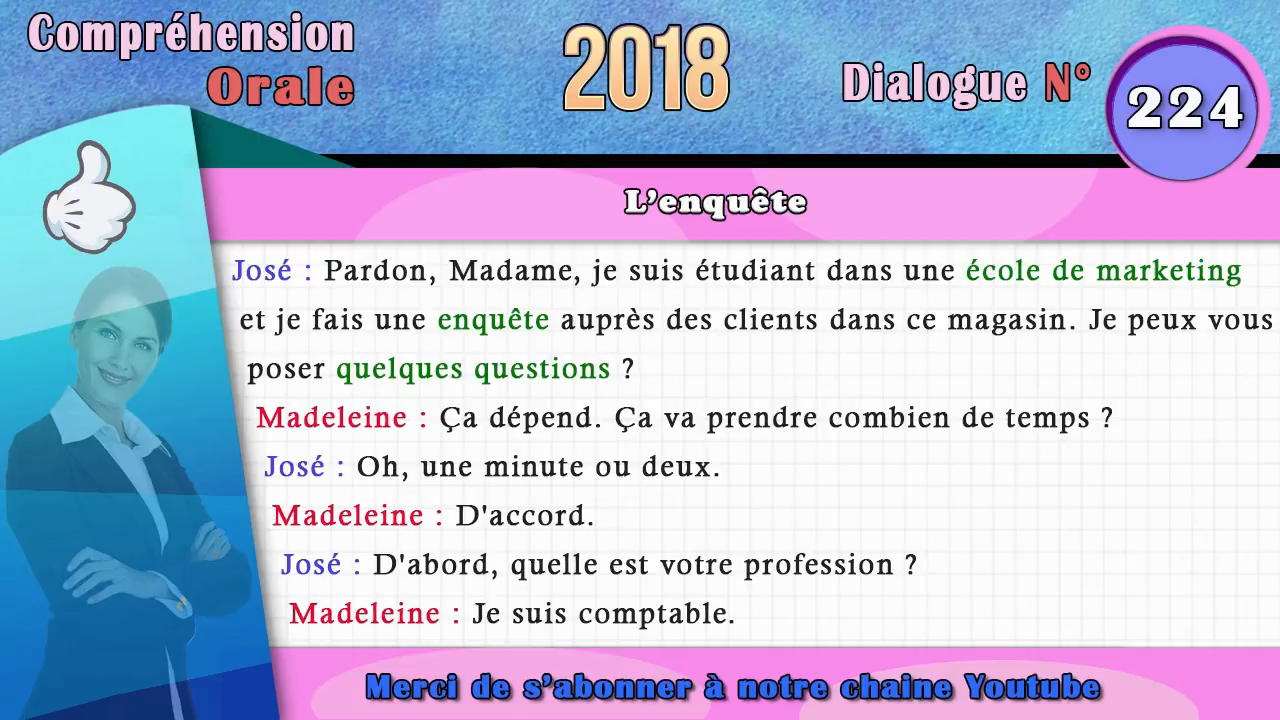 Compréhension
Orale
2018
Dialogue N°
224
L'enquête
José : Pardon, Madame, je suis étudiant dans une école de marketing
et je fais une enquête auprès des clients dans ce magasin. Je peux vous
poser quelques questions ?
Madeleine : Ça dépend. Ça va prendre combien de temps ?
José : Oh, une minute ou deux.
Madeleine : D'accord.
José : D'abord, quelle est votre profession ?
Madeleine : Je suis comptable.
Merci de s'abonner à notre chaine Youtube